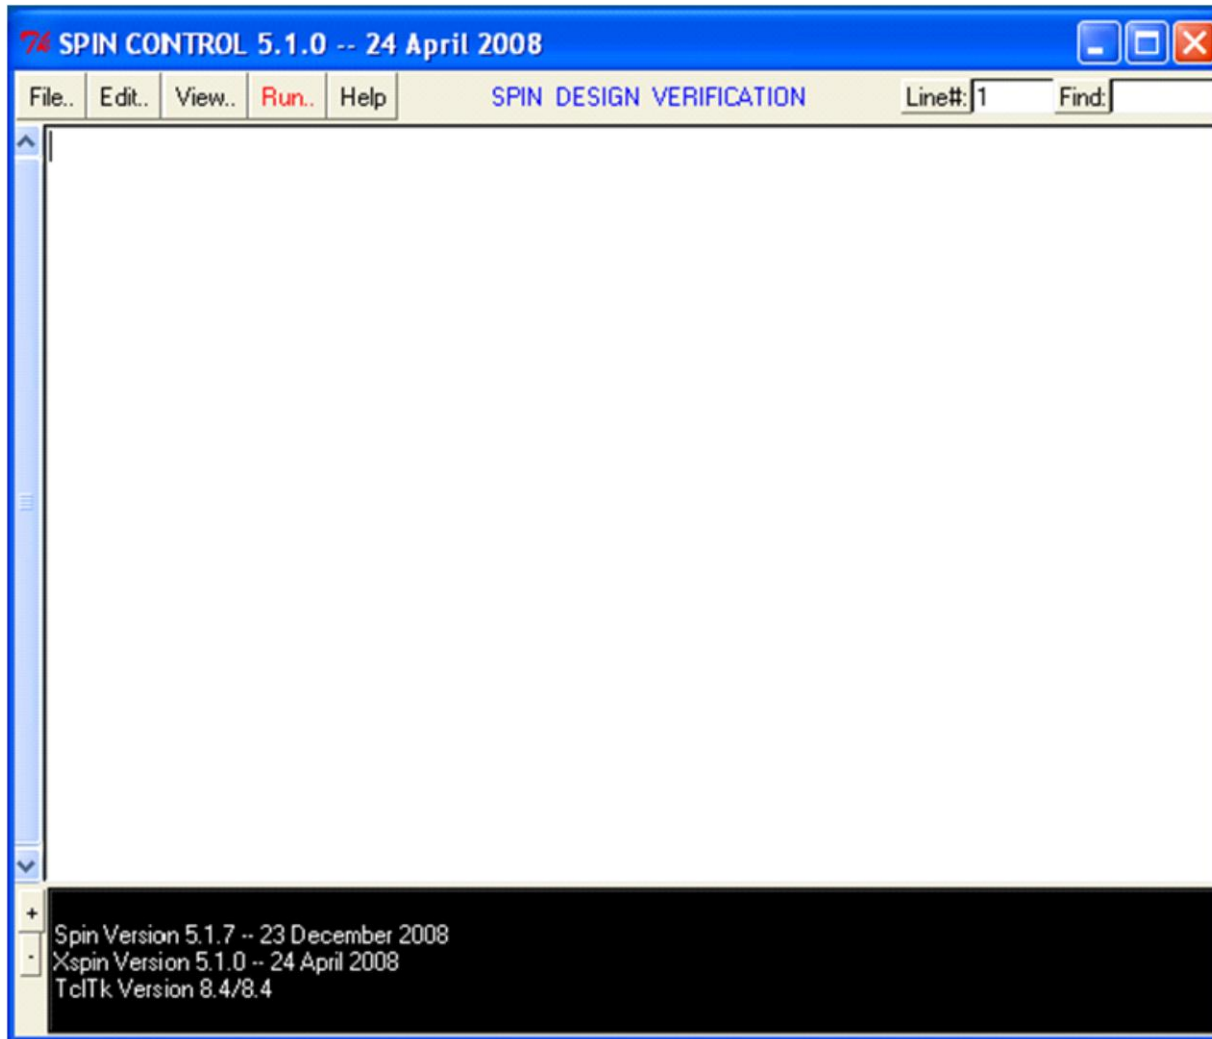 SPIN CONTROL 5.1.0 -- 24 April 2008
File.. Edit.. View.. Run.. Help SPIN DESIGN VERIFICATION Line#: 1 Find:
+
-
Spin Version 5.1.7 -- 23 December 2008
Xspin Version 5.1.0 -- 24 April 2008
TclTk Version 8.4/8.4